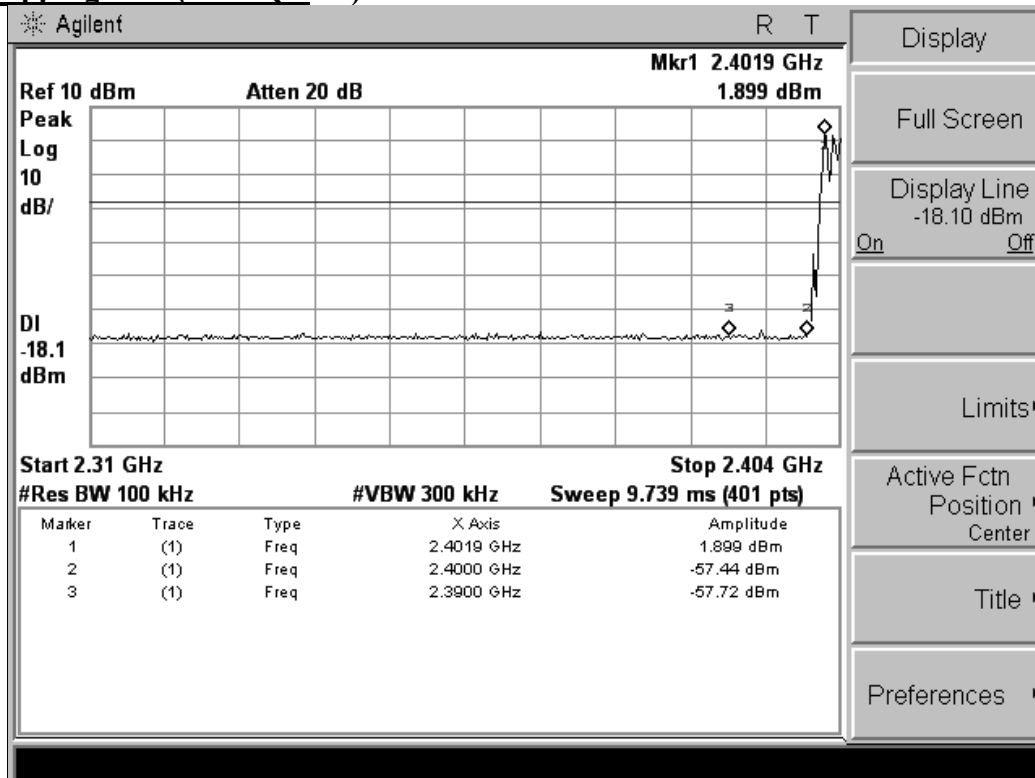 Agilent R T
Mkr1 2.4019 GHz
Ref 10 dBm Atten 20 dB 1.899 dBm
Peak
Log
10
dB/
3 2
DI
-18.1
dBm
Start 2.31 GHz Stop 2.404 GHz
#Res BW 100 kHz #VBW 300 kHz Sweep 9.739 ms (401 pts)
Marker Trace Type X Axis Amplitude
1 (1) Freq 2.4019 GHz 1.899 dBm
2 (1) Freq 2.4000 GHz -57.44 dBm
3 (1) Freq 2.3900 GHz -57.72 dBm
Display
Full Screen
Display Line
-18.10 dBm
On Off
Limits
Active Fctn
Position
Center
Title
Preferences